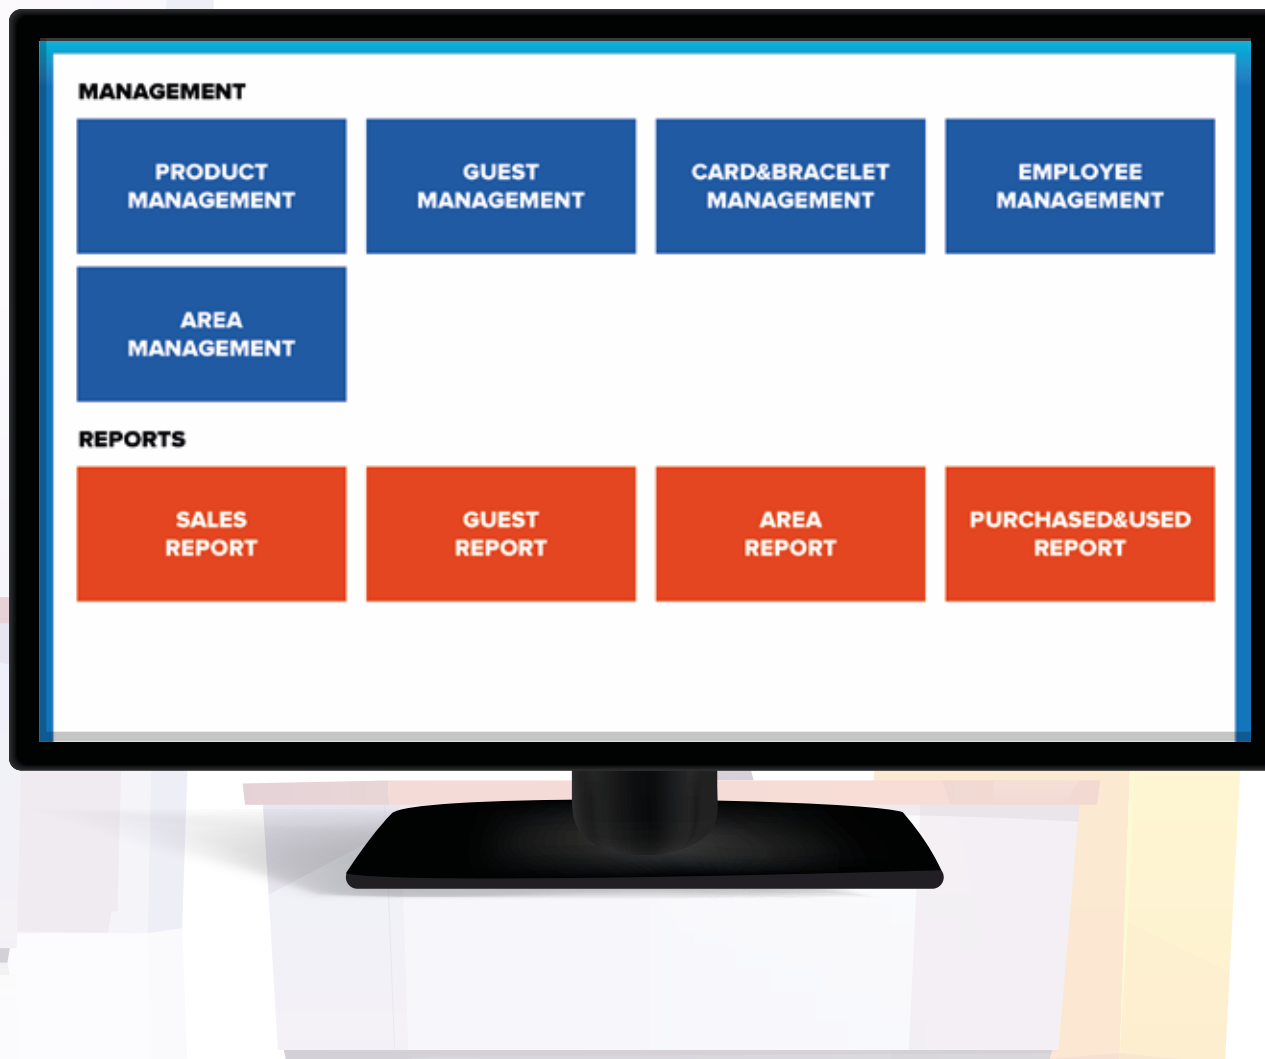 MANAGEMENT
PRODUCT
MANAGEMENT
GUEST
MANAGEMENT
CARD&BRACELET
MANAGEMENT
EMPLOYEE
MANAGEMENT
AREA
MANAGEMENT
REPORTS
SALES
REPORT
GUEST
REPORT
AREA
REPORT
PURCHASED&USED
REPORT